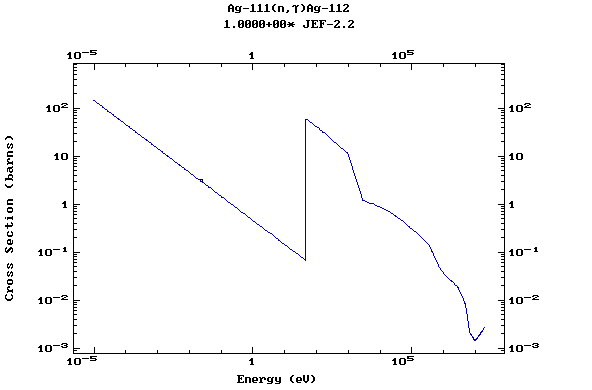 Ag-111(n,γ)Ag-112
1.0000+00* JEF-2.2
10⁻⁵ 1 10⁵
10² 10²
10 10
1 1
10⁻¹ 10⁻¹
10⁻² 10⁻²
10⁻³ 10⁻³
10⁻⁵ 1 10⁵
Cross Section (barns)
Energy (eV)